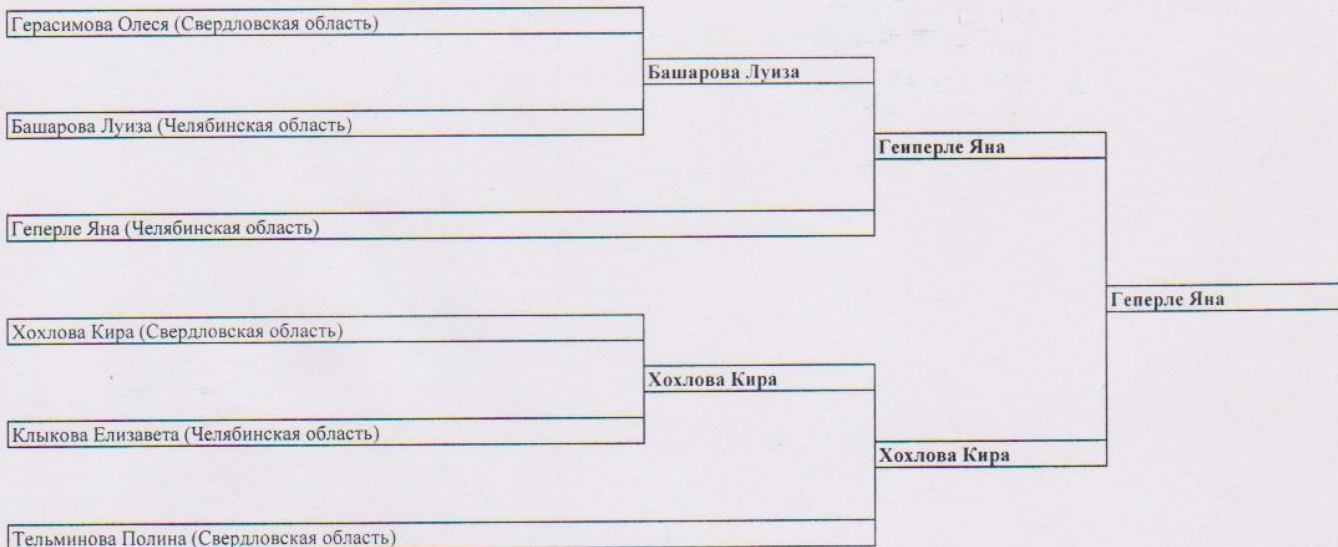 Герасимова Олеся (Свердловская область)
Башарова Луиза
Башарова Луиза (Челябинская область)
Геиперле Яна
Геперле Яна (Челябинская область)
Геперле Яна
Хохлова Кира (Свердловская область)
Хохлова Кира
Клыкова Елизавета (Челябинская область)
Хохлова Кира
Тельминова Полина (Свердловская область)